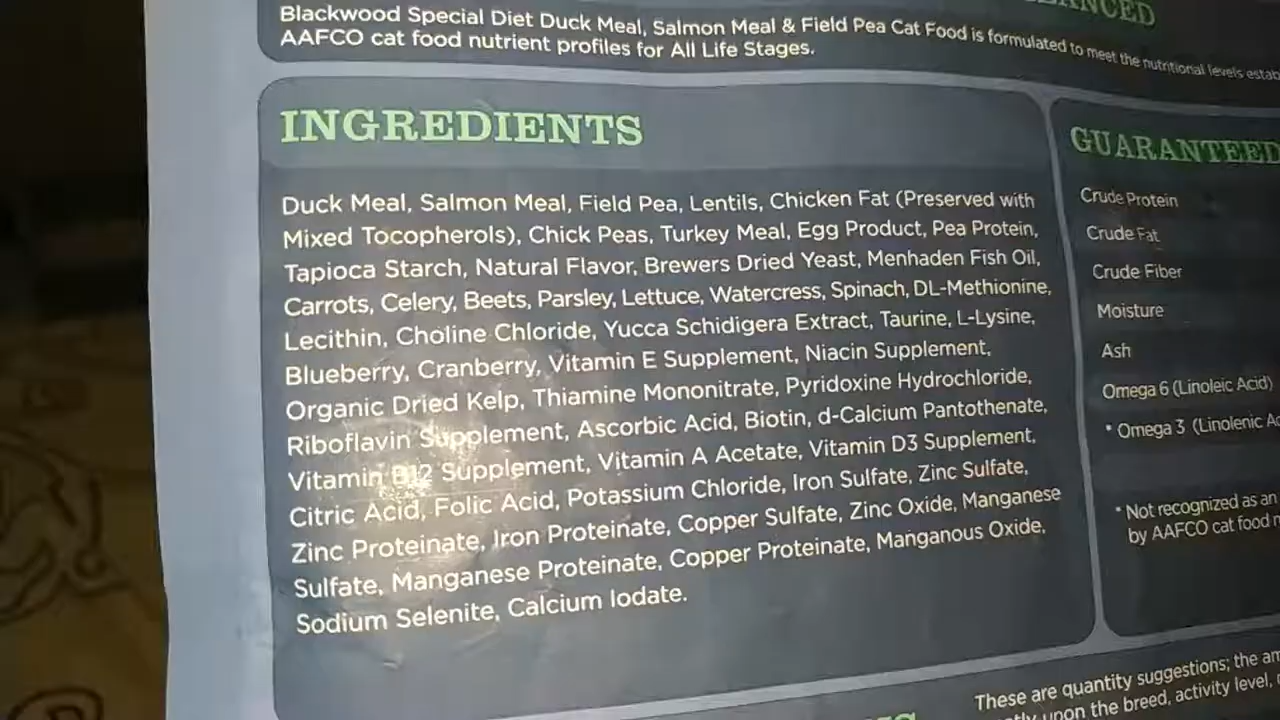 ANCED
Blackwood Special Diet Duck Meal, Salmon Meal & Field Pea Cat Food is formulated to meet the nutritional levels estab
AAFCO cat food nutrient profiles for All Life Stages.
INGREDIENTS
Duck Meal, Salmon Meal, Field Pea, Lentils, Chicken Fat (Preserved with
Mixed Tocopherols), Chick Peas, Turkey Meal, Egg Product, Pea Protein,
Tapioca Starch, Natural Flavor, Brewers Dried Yeast, Menhaden Fish Oil,
Carrots, Celery, Beets, Parsley, Lettuce, Watercress, Spinach, DL-Methionine,
Lecithin, Choline Chloride, Yucca Schidigera Extract, Taurine, L-Lysine,
Blueberry, Cranberry, Vitamin E Supplement, Niacin Supplement,
Organic Dried Kelp, Thiamine Mononitrate, Pyridoxine Hydrochloride,
Riboflavin Supplement, Ascorbic Acid, Biotin, d-Calcium Pantothenate,
Vitamin B12 Supplement, Vitamin A Acetate, Vitamin D3 Supplement,
Citric Acid, Folic Acid, Potassium Chloride, Iron Sulfate, Zinc Sulfate,
Zinc Proteinate, Iron Proteinate, Copper Sulfate, Zinc Oxide, Manganese
Sulfate, Manganese Proteinate, Copper Proteinate, Manganous Oxide,
Sodium Selenite, Calcium Iodate.
GUARANTEED
Crude Protein
Crude Fat
Crude Fiber
Moisture
Ash
Omega 6 (Linoleic Acid)
* Omega 3 (Linolenic Ac
* Not recognized as an
by AAFCO cat food
These are quantity suggestions; the am
upon the breed, activity level,